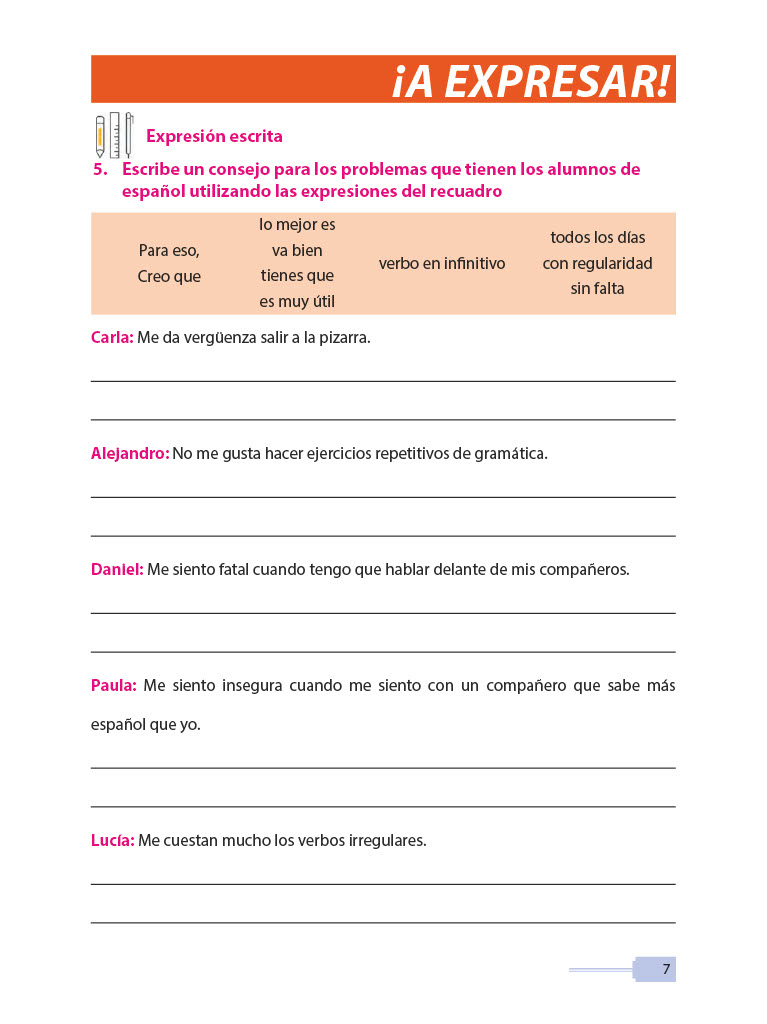 ¡A EXPRESAR!
Expresión escrita
5. Escribe un consejo para los problemas que tienen los alumnos de
español utilizando las expresiones del recuadro
Para eso,
Creo que
lo mejor es
va bien
tienes que
es muy útil
verbo en infinitivo
todos los días
con regularidad
sin falta
Carla: Me da vergüenza salir a la pizarra.
Alejandro: No me gusta hacer ejercicios repetitivos de gramática.
Daniel: Me siento fatal cuando tengo que hablar delante de mis compañeros.
Paula: Me siento insegura cuando me siento con un compañero que sabe más
español que yo.
Lucía: Me cuestan mucho los verbos irregulares.
7